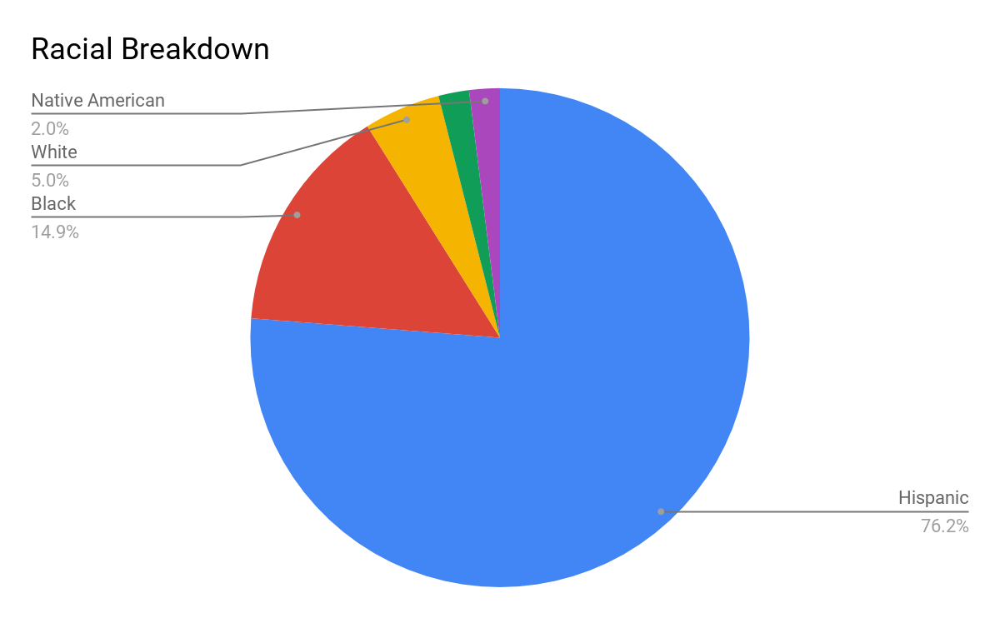 Racial Breakdown
Native American
2.0%
White
5.0%
Black
14.9%
Hispanic
76.2%